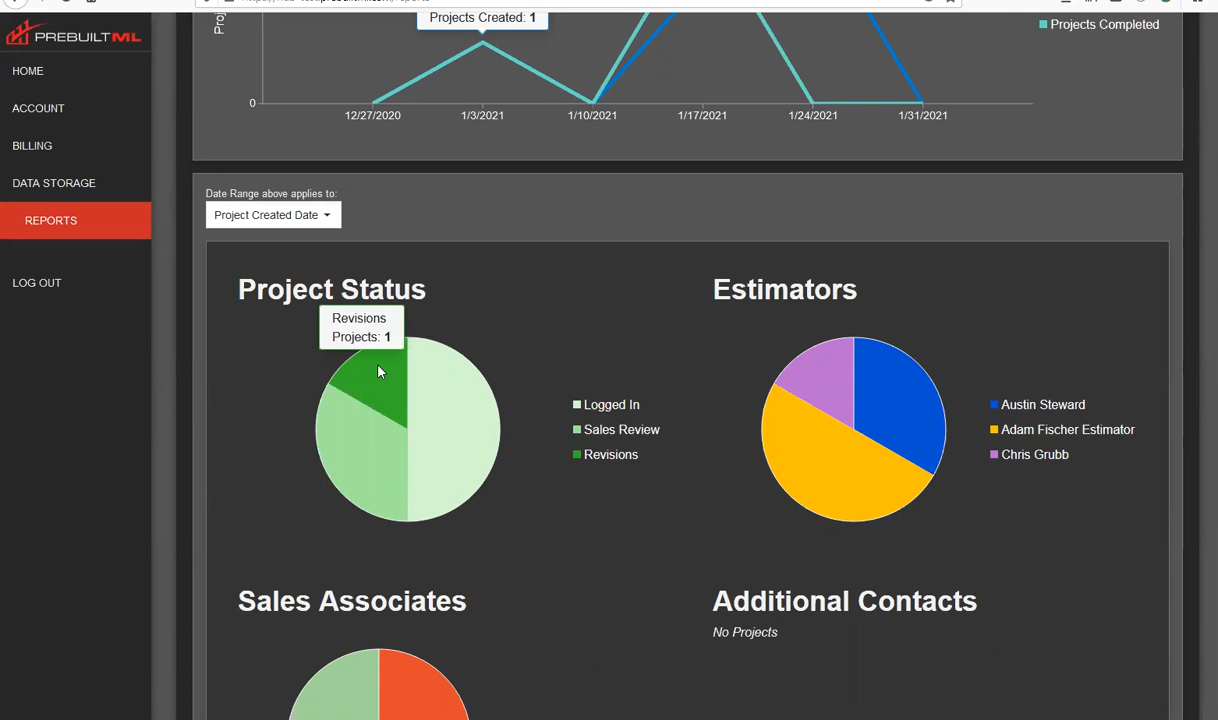 Projects Created: 1
Projects Completed
PREBUILTML
0
12/27/2020 1/3/2021 1/10/2021 1/17/2021 1/24/2021 1/31/2021
HOME
ACCOUNT
BILLING
DATA STORAGE
REPORTS
LOG OUT
Date Range above applies to:
Project Created Date
Project Status
Revisions
Projects: 1
Logged In
Sales Review
Revisions
Estimators
Austin Steward
Adam Fischer Estimator
Chris Grubb
Sales Associates
Additional Contacts
No Projects